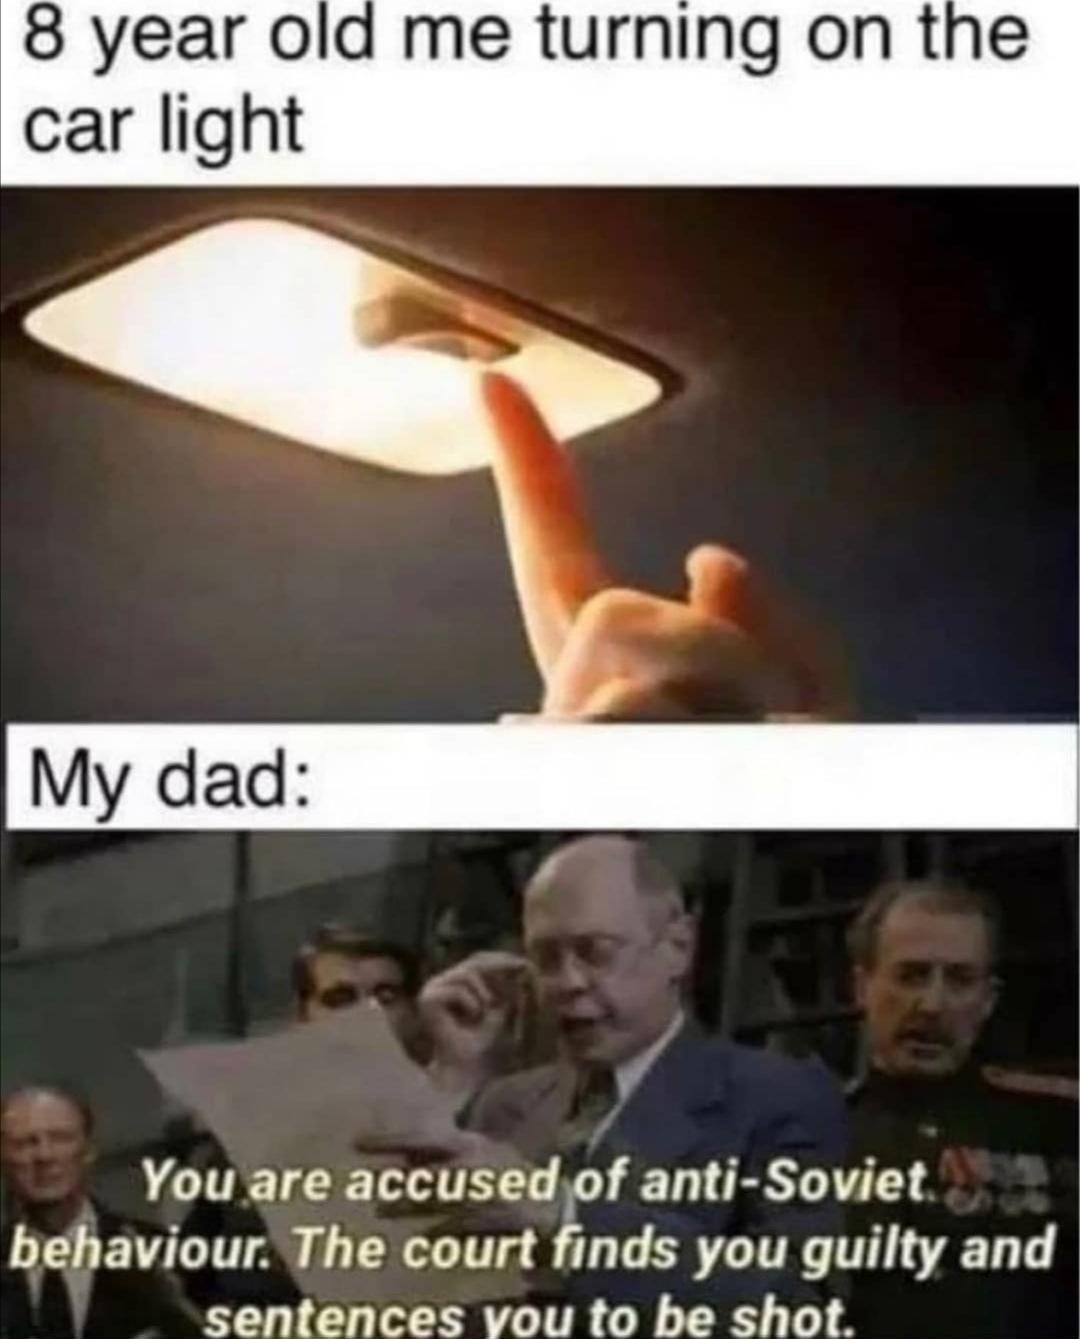 8 year old me turning on the
car light
My dad:
You are accused of anti-Soviet
behaviour. The court finds you guilty and
sentences you to be shot.